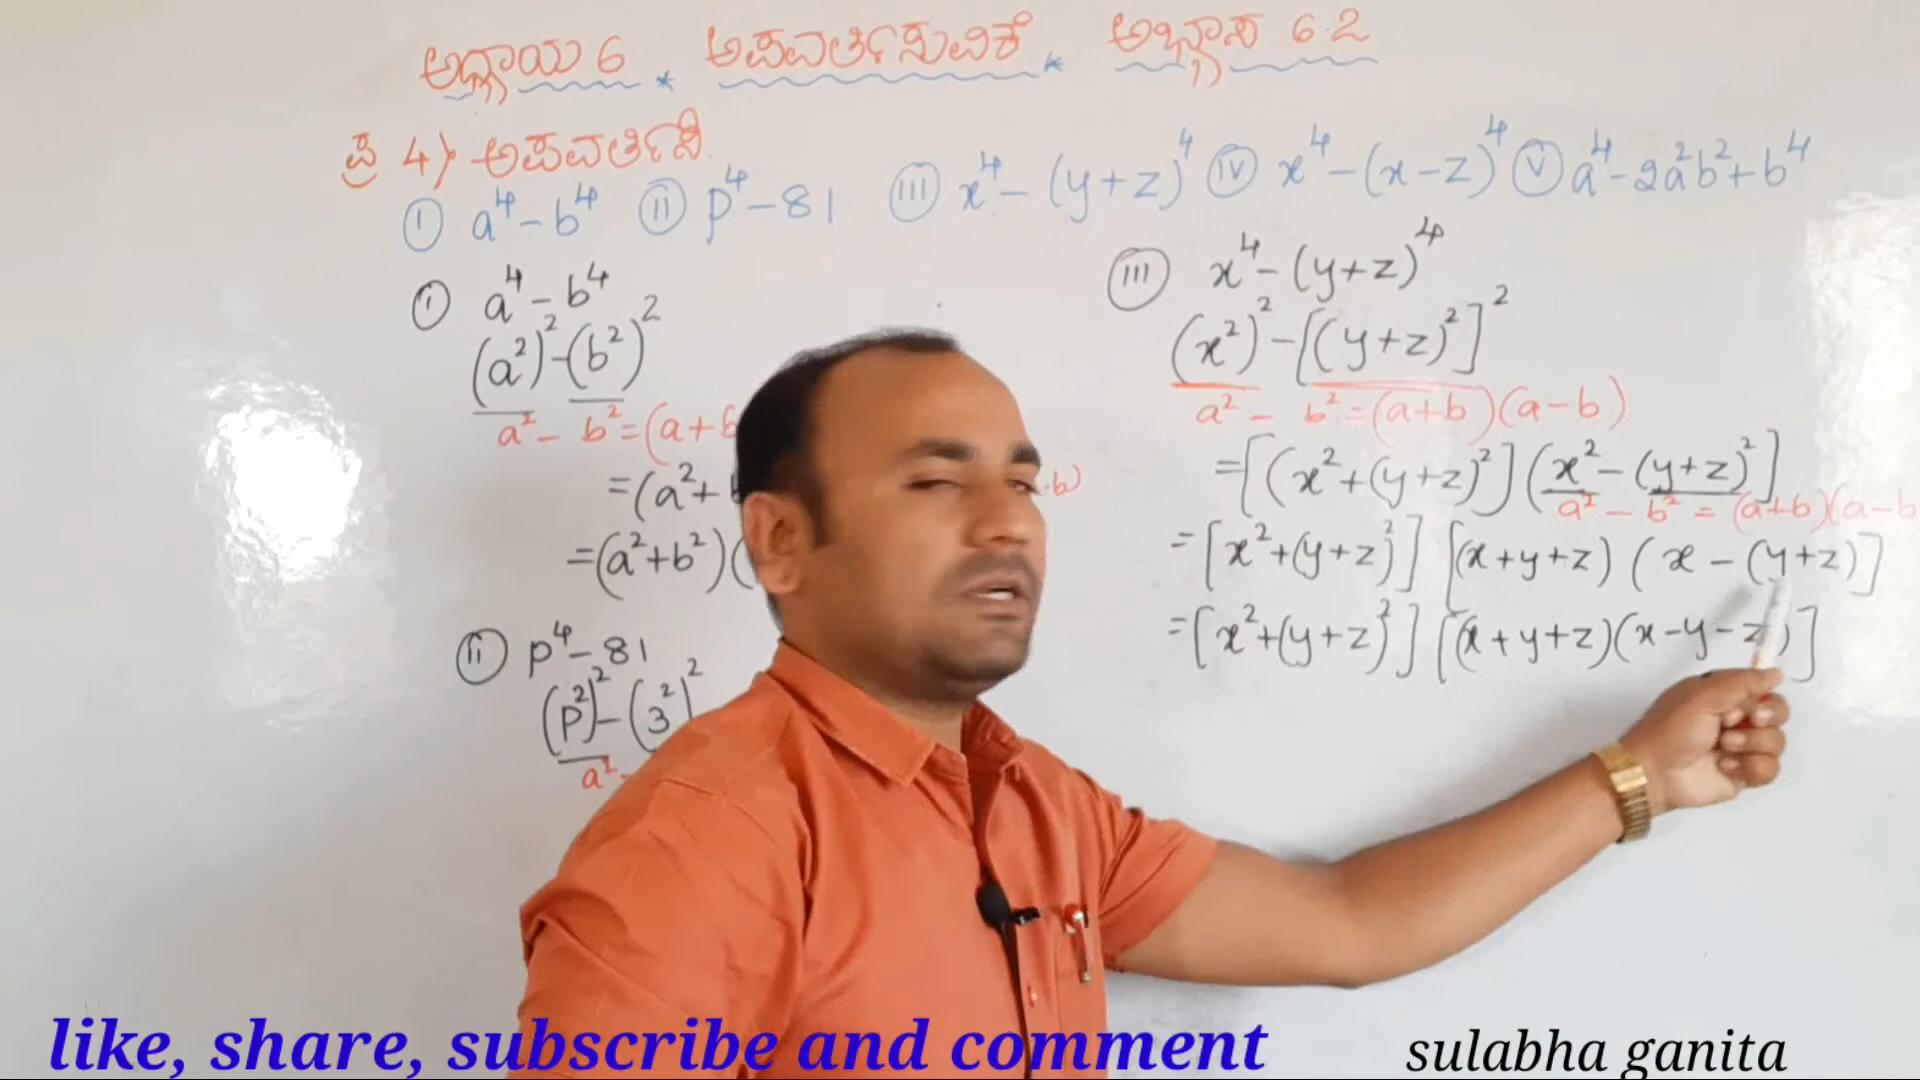 ಅಧ್ಯಾಯ 6 * ಅಪವರ್ತಿಸುವಿಕೆ * ಅಭ್ಯಾಸ 6.2
ಪ್ರ 4) ಅಪವರ್ತಿಸಿ.
(i) a⁴-b⁴ (ii) p⁴-81 (iii) x⁴-(y+z)⁴ (iv) x⁴-(x-z)⁴ (v) a⁴-2a²b²+b⁴
(i) a⁴-b⁴
(a²)²-(b²)²
a² - b² = (a+b
=(a²+
=(a²+b²)(
(ii) p⁴-81
(p²)²-(3²)²
a² -
b)
(iii) x⁴-(y+z)⁴
(x²)²-[(y+z)²]²
a² - b² = (a+b)(a-b)
=[(x²+(y+z)²](x²-(y+z)²]
a² - b² = (a+b)(a-b
=[x²+(y+z)²] [(x+y+z) (x-(y+z)]
=[x²+(y+z)²] [(x+y+z)(x-y-z)]
like, share, subscribe and comment
sulabha ganita